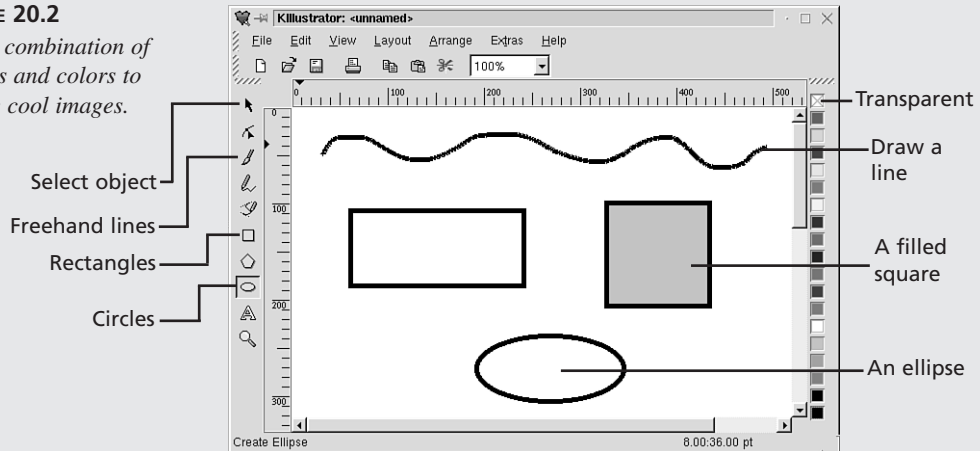 E 20.2
combination of
s and colors to
cool images.
KIllustrator: <unnamed>
File Edit View Layout Arrange Extras Help
100%
0 100 200 300 400 500
0
100
200
300
Select object
Freehand lines
Rectangles
Circles
Transparent
Draw a
line
A filled
square
An ellipse
Create Ellipse 8.00:36.00 pt